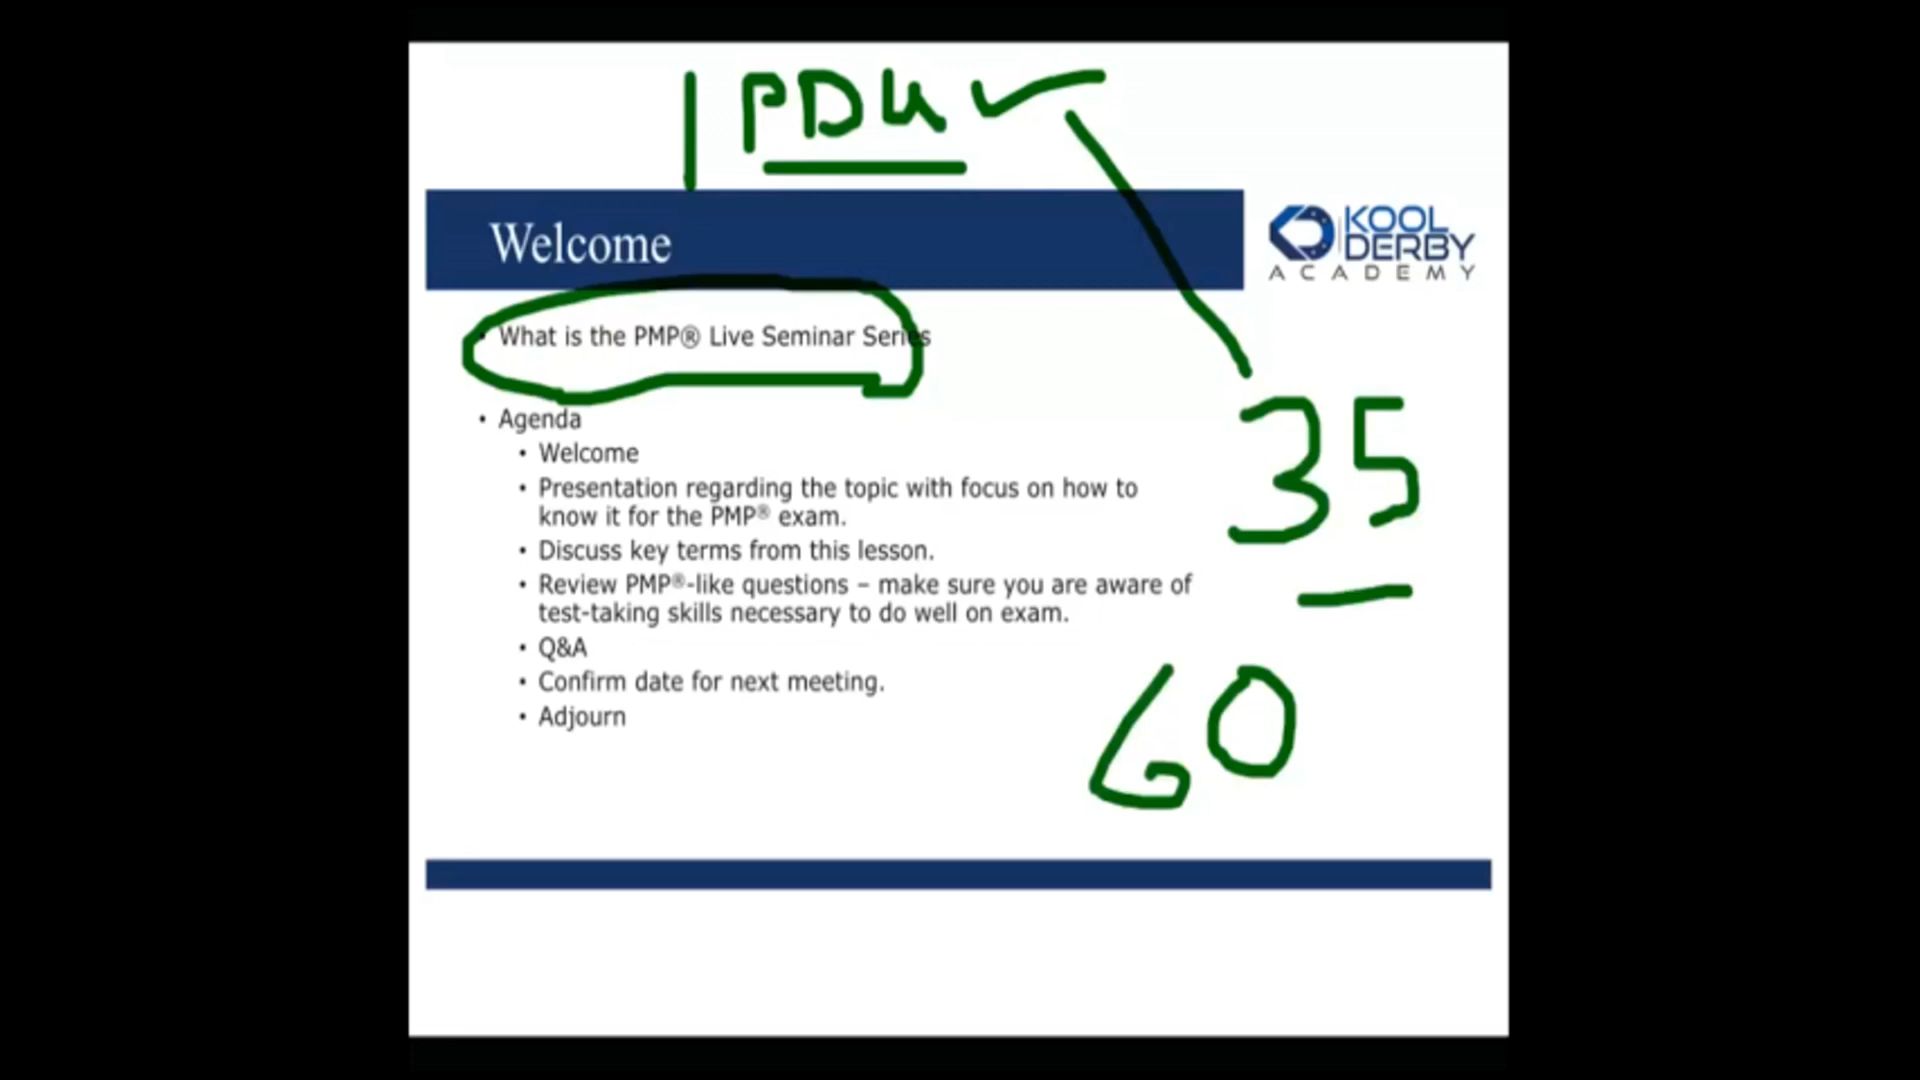 1 PDU
Welcome
KOOL
DERBY
ACADEMY
• What is the PMP® Live Seminar Series
• Agenda
• Welcome
• Presentation regarding the topic with focus on how to
know it for the PMP® exam.
• Discuss key terms from this lesson.
• Review PMP®-like questions – make sure you are aware of
test-taking skills necessary to do well on exam.
• Q&A
• Confirm date for next meeting.
• Adjourn
35
60